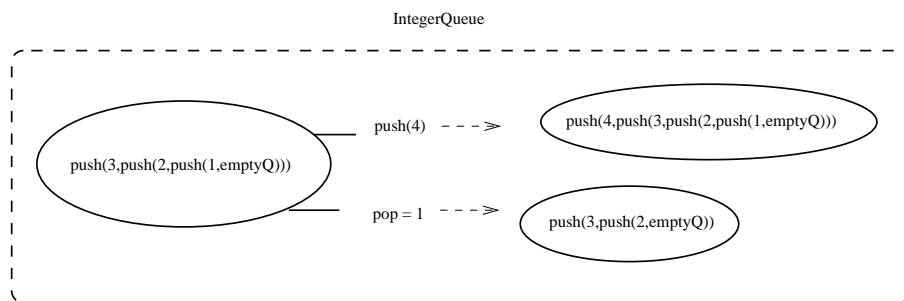 IntegerQueue
push(3,push(2,push(1,emptyQ)))
push(4)
push(4,push(3,push(2,push(1,emptyQ)))
pop = 1
push(3,push(2,emptyQ))